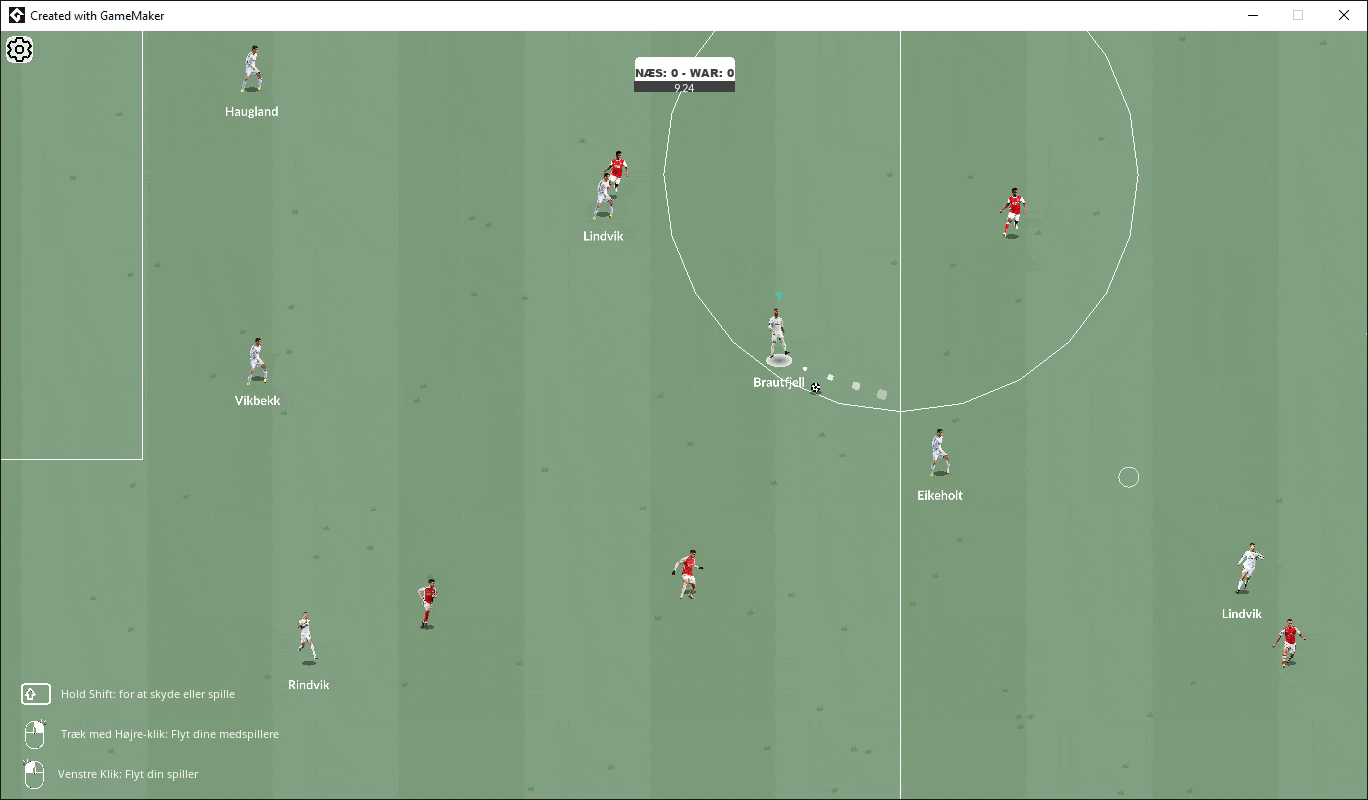 Created with GameMaker
NÆS: 0 - WAR: 0
9.24
Haugland
Lindvik
Brautfjell
Vikbekk
Eikeholt
Lindvik
Rindvik
Hold Shift: for at skyde eller spille
Træk med Højre-klik: Flyt dine medspillere
Venstre Klik: Flyt din spiller